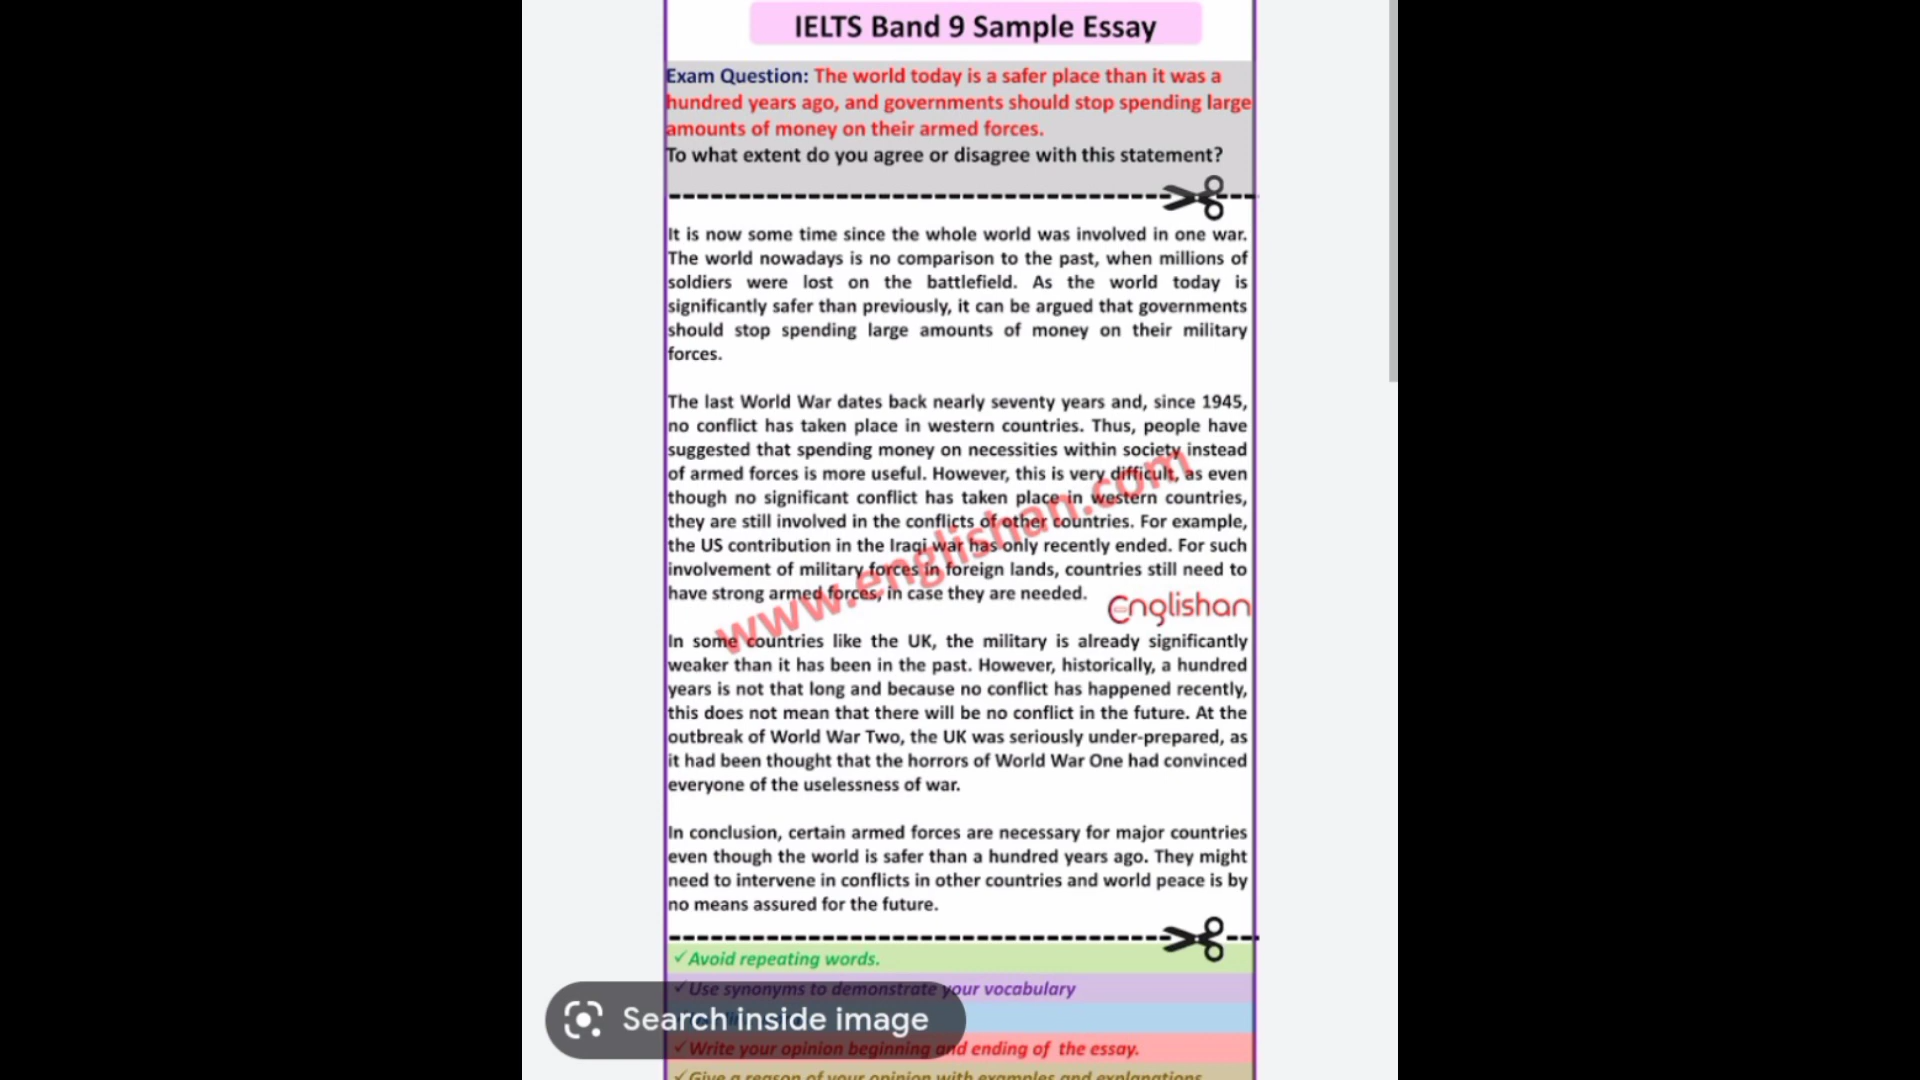 IELTS Band 9 Sample Essay
Exam Question: The world today is a safer place than it was a
hundred years ago, and governments should stop spending large
amounts of money on their armed forces.
To what extent do you agree or disagree with this statement?
It is now some time since the whole world was involved in one war.
The world nowadays is no comparison to the past, when millions of
soldiers were lost on the battlefield. As the world today is
significantly safer than previously, it can be argued that governments
should stop spending large amounts of money on their military
forces.
The last World War dates back nearly seventy years and, since 1945,
no conflict has taken place in western countries. Thus, people have
suggested that spending money on necessities within society instead
of armed forces is more useful. However, this is very difficult, as even
though no significant conflict has taken place in western countries,
they are still involved in the conflicts of other countries. For example,
the US contribution in the Iraqi war has only recently ended. For such
involvement of military forces in foreign lands, countries still need to
have strong armed forces, in case they are needed.
www.englishan.com
Englishan
In some countries like the UK, the military is already significantly
weaker than it has been in the past. However, historically, a hundred
years is not that long and because no conflict has happened recently,
this does not mean that there will be no conflict in the future. At the
outbreak of World War Two, the UK was seriously under-prepared, as
it had been thought that the horrors of World War One had convinced
everyone of the uselessness of war.
In conclusion, certain armed forces are necessary for major countries
even though the world is safer than a hundred years ago. They might
need to intervene in conflicts in other countries and world peace is by
no means assured for the future.
✓Avoid repeating words.
✓Use synonyms to demonstrate your vocabulary
Search inside image
✓Write your opinion beginning and ending of the essay.
✓Give a reason of your opinion with examples and explanations